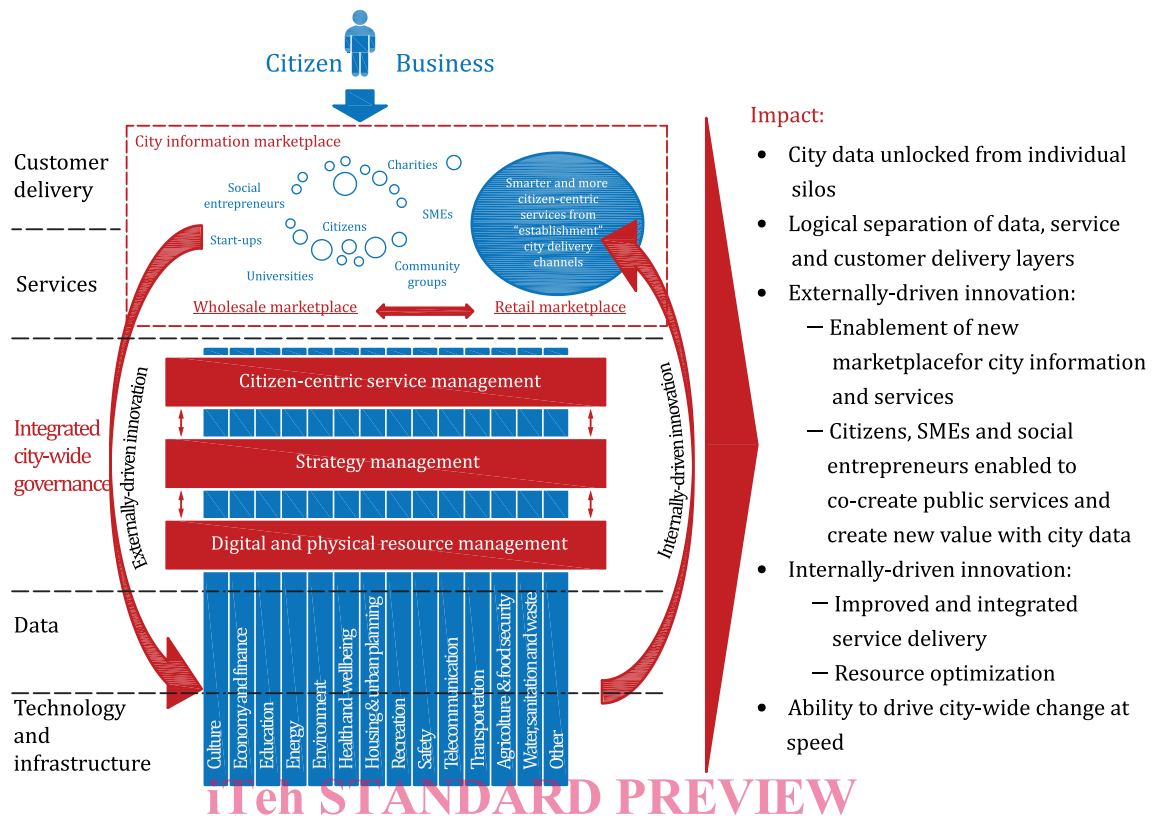 Citizen Business
City information marketplace
Customer
delivery
Services
Charities
Social
entrepreneurs
SMEs
Citizens
Start-ups
Universities
Community
groups
Smarter and more
citizen-centric
services from
"establishment"
city delivery
channels
Wholesale marketplace
Retail marketplace
Integrated
city-wide
governance
Externally-driven innovation
Internally-driven innovation
Citizen-centric service management
Strategy management
Digital and physical resource management
Data
Technology
and
infrastructure
Culture
Economy and finance
Education
Energy
Environment
Health and wellbeing
Housing & urban planning
Recreation
Safety
Telecommunication
Transportation
Agriculture & food security
Water, sanitation and waste
Other
Impact:
• City data unlocked from individual
silos
• Logical separation of data, service
and customer delivery layers
• Externally-driven innovation:
— Enablement of new
marketplacefor city information
and services
— Citizens, SMEs and social
entrepreneurs enabled to
co-create public services and
create new value with city data
• Internally-driven innovation:
— Improved and integrated
service delivery
— Resource optimization
• Ability to drive city-wide change at
speed
iTeh STANDARD PREVIEW